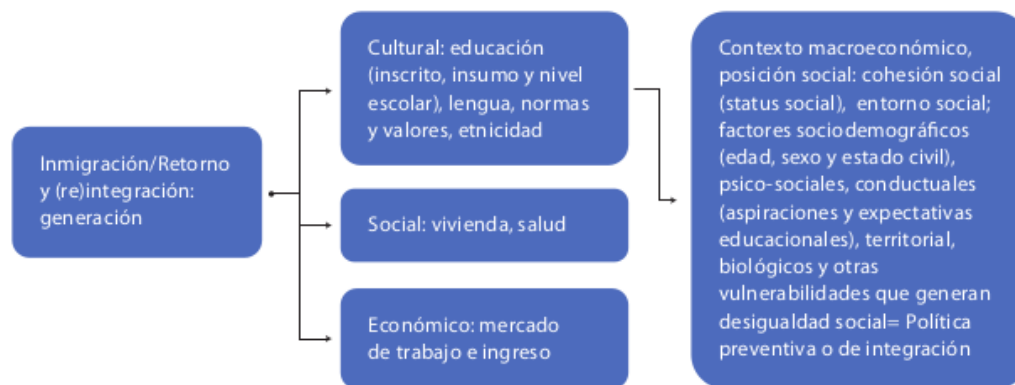 Inmigración/Retorno
y (re)integración:
generación
Cultural: educación
(inscrito, insumo y nivel
escolar), lengua, normas
y valores, etnicidad
Social: vivienda, salud
Económico: mercado
de trabajo e ingreso
Contexto macroeconómico,
posición social: cohesión social
(status social), entorno social;
factores sociodemográficos
(edad, sexo y estado civil),
psico-sociales, conductuales
(aspiraciones y expectativas
educacionales), territorial,
biológicos y otras
vulnerabilidades que generan
desigualdad social= Política
preventiva o de integración